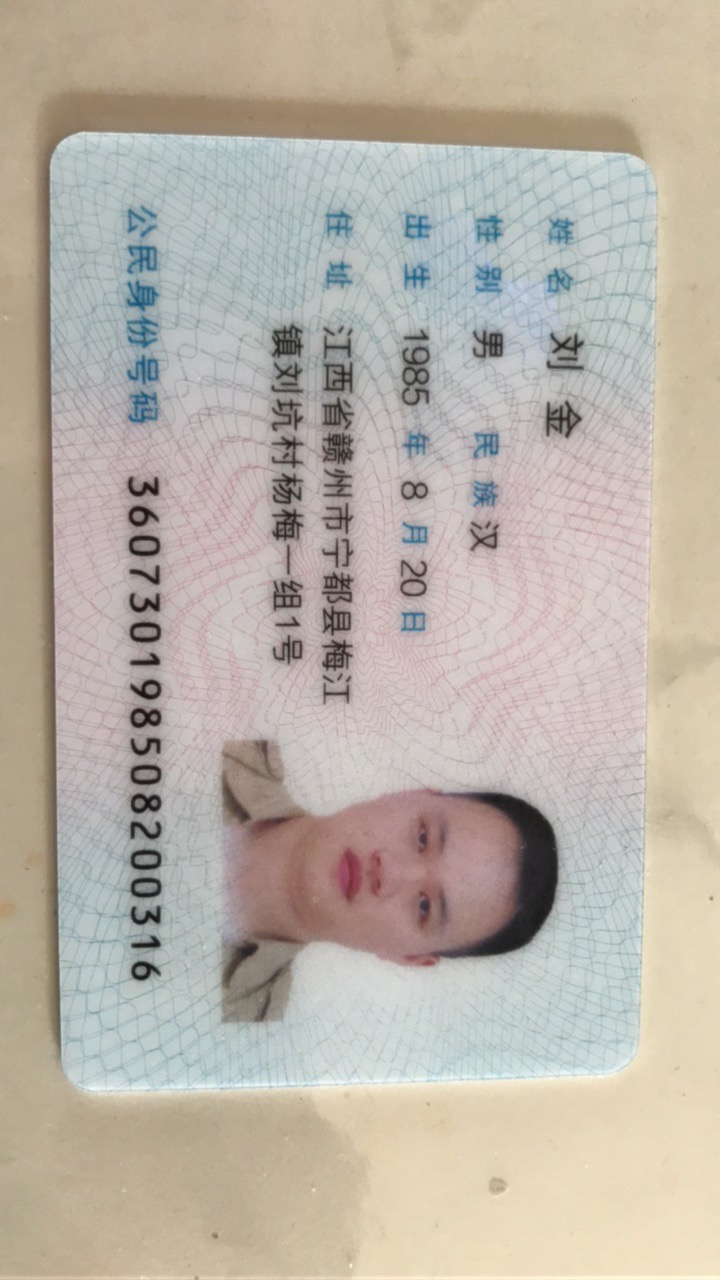 姓名 刘金
性别 男 民族 汉
出生 1985 年 8 月 20 日
住址 江西省赣州市宁都县梅江
镇刘坑村杨梅一组1号
公民身份号码 360730198508200316